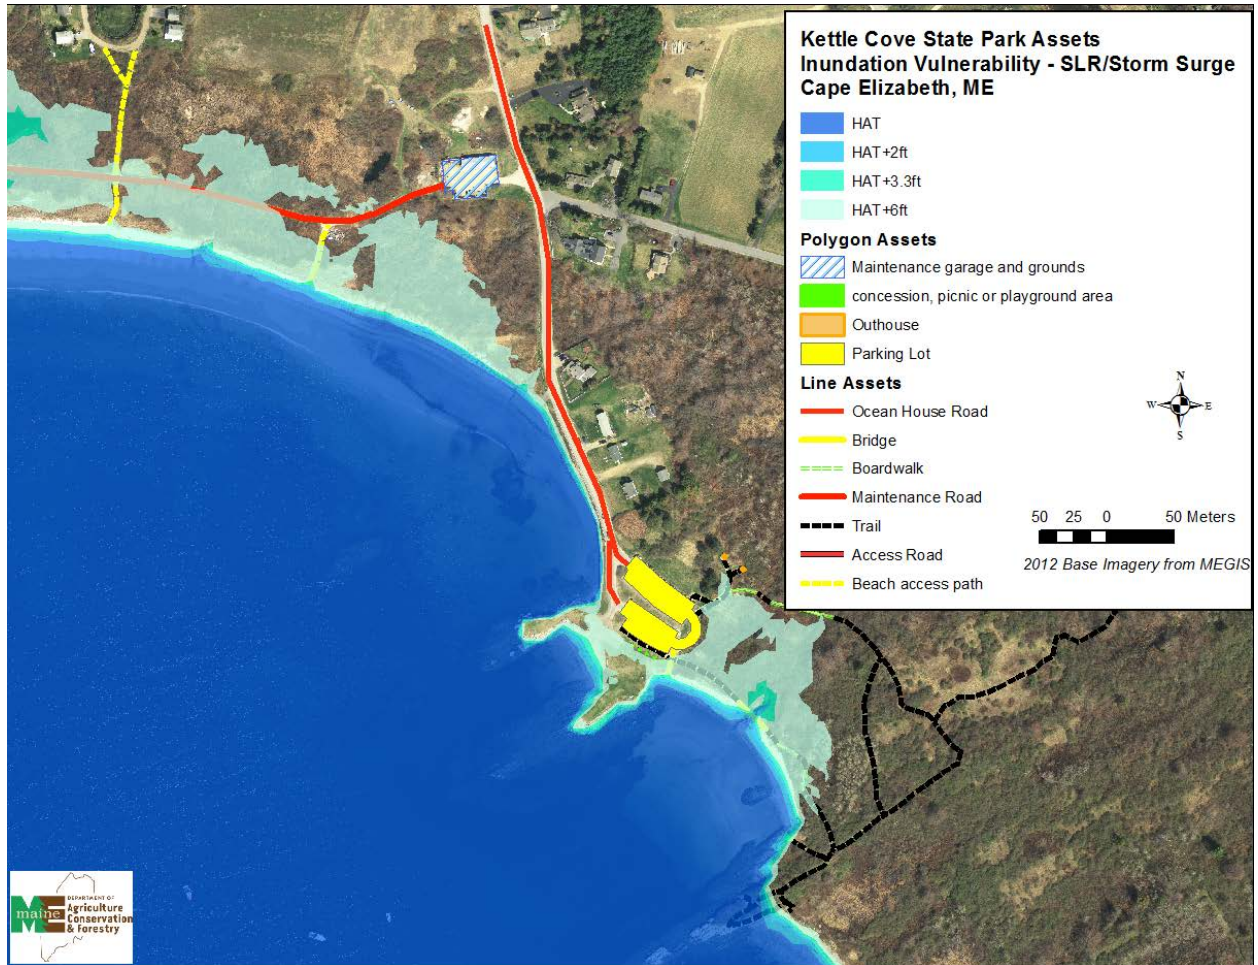 Kettle Cove State Park Assets
Inundation Vulnerability - SLR/Storm Surge
Cape Elizabeth, ME
HAT
HAT+2ft
HAT+3.3ft
HAT+6ft
Polygon Assets
Maintenance garage and grounds
concession, picnic or playground area
Outhouse
Parking Lot
Line Assets
Ocean House Road
Bridge
Boardwalk
Maintenance Road
Trail
Access Road
Beach access path
N
W E
S
50 25 0 50 Meters
2012 Base Imagery from MEGIS
maine
DEPARTMENT OF
Agriculture
Conservation
& Forestry